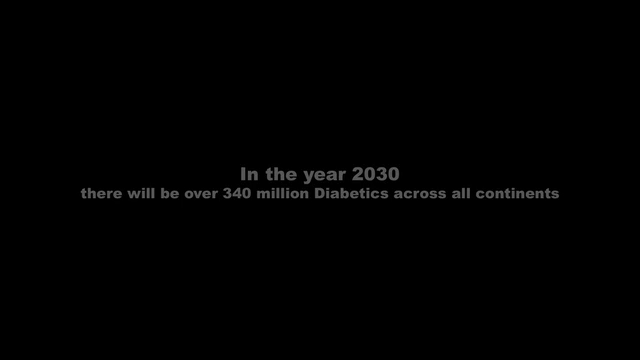 In the year 2030
there will be over 340 million Diabetics across all continents